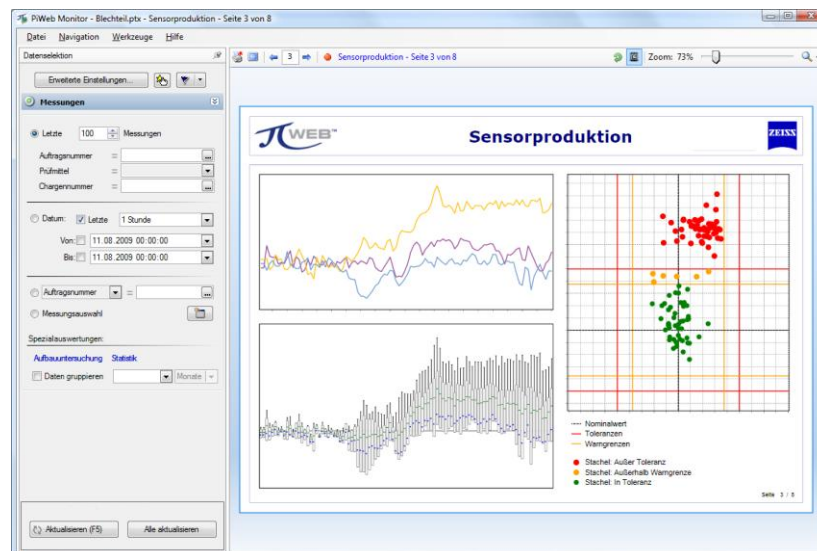 PiWeb Monitor - Blechteil.ptx - Sensorproduktion - Seite 3 von 8
Datei Navigation Werkzeuge Hilfe
Datenselektion
Erweiterte Einstellungen...
Messungen
Letzte 100 Messungen
Auftragsnummer = ...
Prüfmittel =
Chargennummer = ...
Datum: Letzte 1 Stunde
Von: 11.08.2009 00:00:00
Bis: 11.08.2009 00:00:00
Auftragsnummer = ...
Messungsauswahl
Spezialauswertungen:
Aufbauuntersuchung Statistik
Daten gruppieren Monate
Aktualisieren (F5) Alle aktualisieren
3 Sensorproduktion - Seite 3 von 8 Zoom: 73%
πWEB™ Sensorproduktion ZEISS
Nominalwert
Toleranzen
Warngrenzen
Stachel: Außer Toleranz
Stachel: Außerhalb Warngrenze
Stachel: In Toleranz
Seite 3 / 8